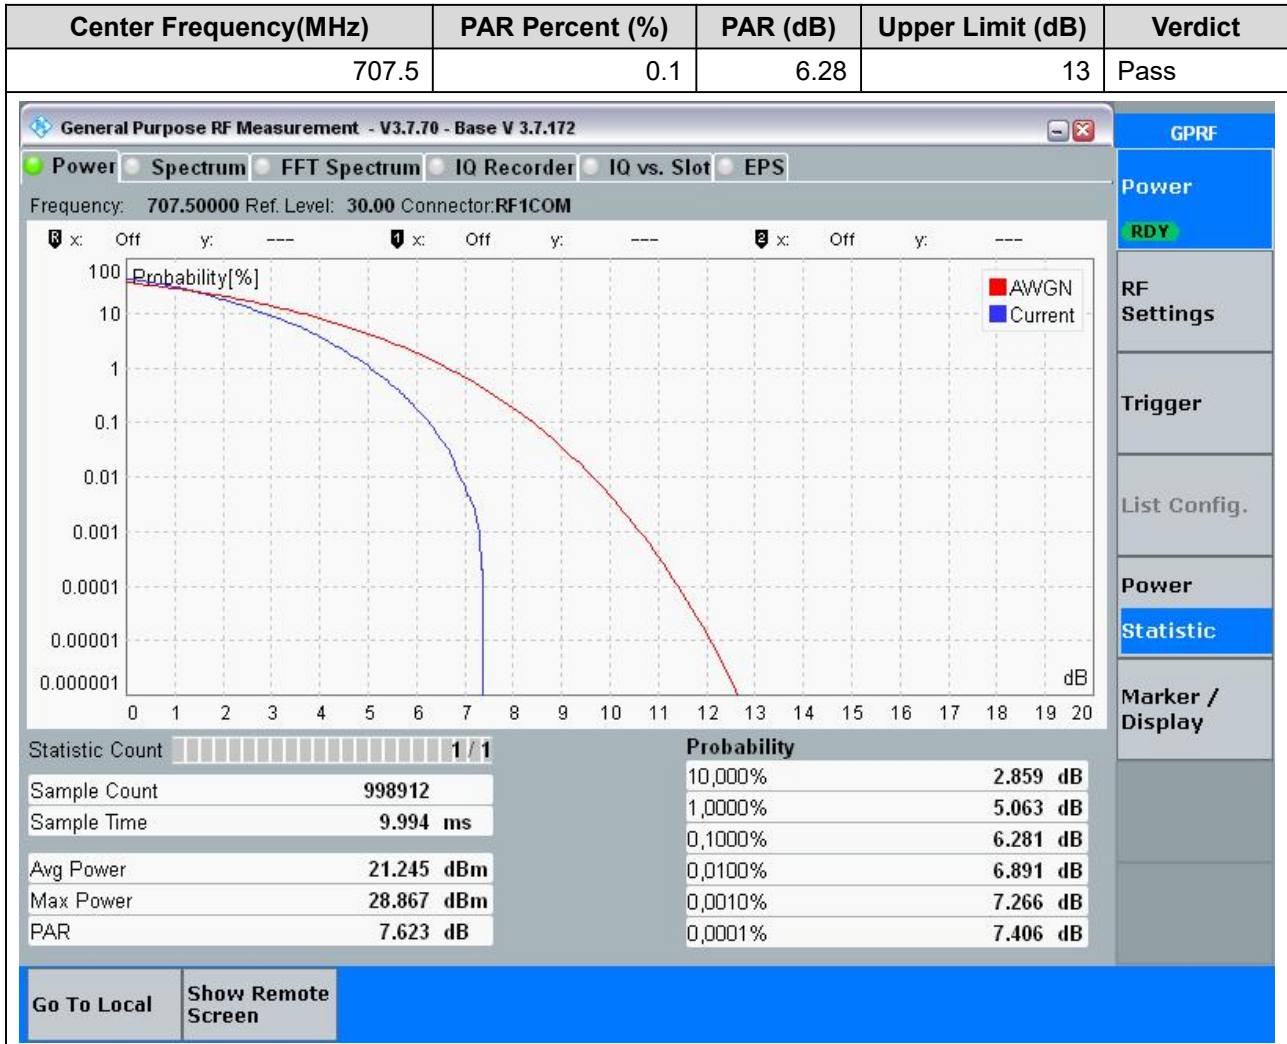 Center Frequency(MHz) PAR Percent (%) PAR (dB) Upper Limit (dB) Verdict
707.5 0.1 6.28 13 Pass
General Purpose RF Measurement - V3.7.70 - Base V 3.7.172
GPRF
Power Spectrum FFT Spectrum IQ Recorder IQ vs. Slot EPS
Power
RDY
Frequency: 707.50000 Ref. Level: 30.00 Connector:RF1COM
R x: Off y: --- 1 x: Off y: --- 2 x: Off y: ---
Probability[%]
AWGN
Current
100
10
1
0.1
0.01
0.001
0.0001
0.00001
0.000001
dB
0 1 2 3 4 5 6 7 8 9 10 11 12 13 14 15 16 17 18 19 20
RF
Settings
Trigger
List Config.
Power
Statistic
Marker /
Display
Statistic Count 1 / 1
Sample Count 998912
Sample Time 9.994 ms
Avg Power 21.245 dBm
Max Power 28.867 dBm
PAR 7.623 dB
Probability
10,000% 2.859 dB
1,0000% 5.063 dB
0,1000% 6.281 dB
0,0100% 6.891 dB
0,0010% 7.266 dB
0,0001% 7.406 dB
Go To Local
Show Remote
Screen